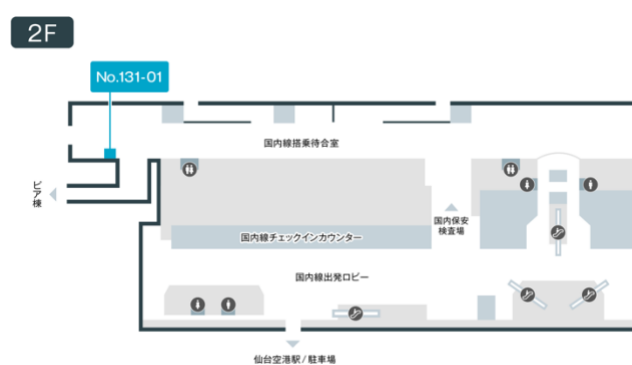 2F
No.131-01
国内線搭乗待合室
ピア棟
国内保安
検査場
国内線チェックインカウンター
国内線出発ロビー
仙台空港駅 / 駐車場